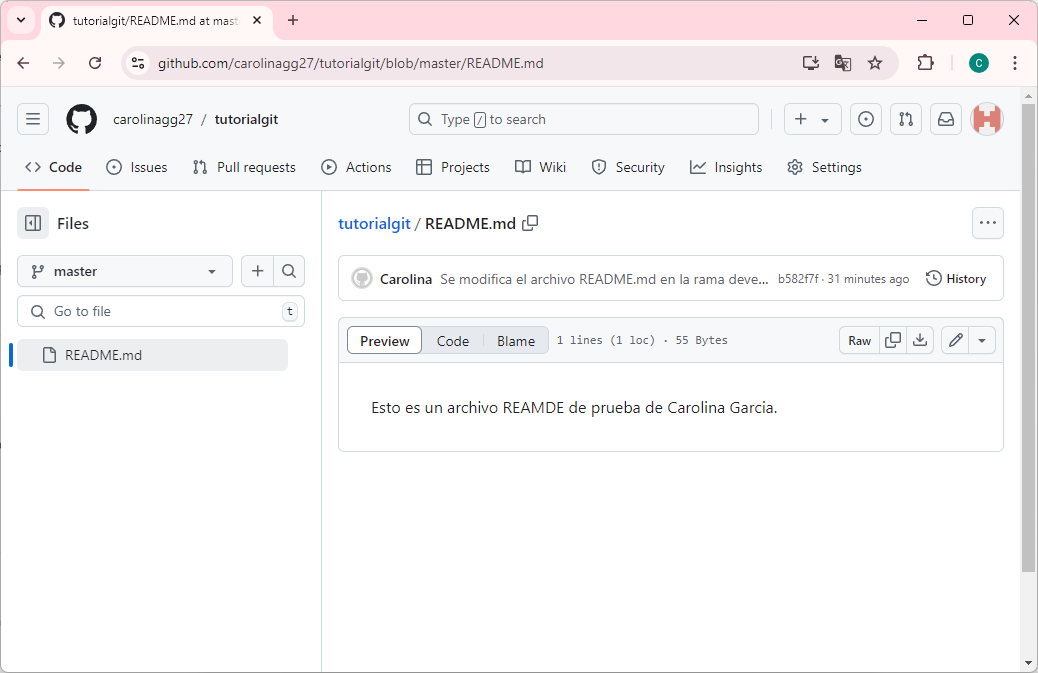 tutorialgit/README.md at mast
github.com/carolinagg27/tutorialgit/blob/master/README.md
C
carolinagg27 / tutorialgit
Type / to search
Code Issues Pull requests Actions Projects Wiki Security Insights Settings
Files
tutorialgit / README.md
master
Go to file t
README.md
Carolina Se modifica el archivo README.md en la rama deve... b582f7f · 31 minutes ago History
Preview Code Blame 1 lines (1 loc) · 55 Bytes Raw
Esto es un archivo REAMDE de prueba de Carolina Garcia.